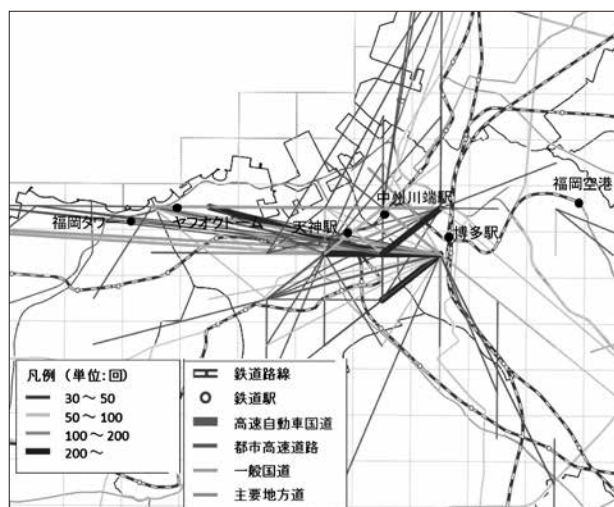 福岡空港
中州川端駅
福岡タワー
ヤフオクドーム
天神駅
博多駅
凡例 (単位:回)
30～50
50～100
100～200
200～
鉄道路線
鉄道駅
高速自動車国道
都市高速道路
一般国道
主要地方道